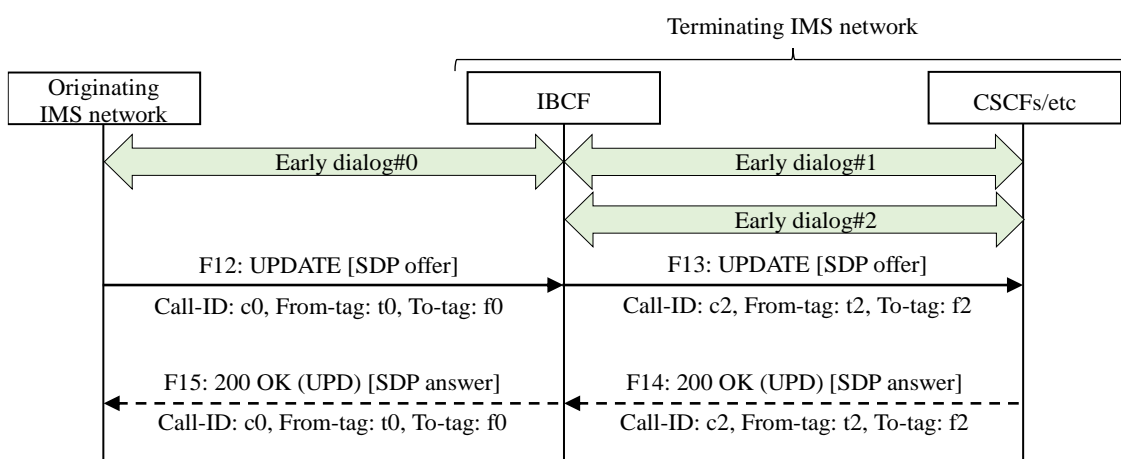 Terminating IMS network
Originating
IMS network
IBCF
CSCFs/etc
Early dialog#0
Early dialog#1
Early dialog#2
F12: UPDATE [SDP offer]
F13: UPDATE [SDP offer]
Call-ID: c0, From-tag: t0, To-tag: f0
Call-ID: c2, From-tag: t2, To-tag: f2
F15: 200 OK (UPD) [SDP answer]
F14: 200 OK (UPD) [SDP answer]
Call-ID: c0, From-tag: t0, To-tag: f0
Call-ID: c2, From-tag: t2, To-tag: f2